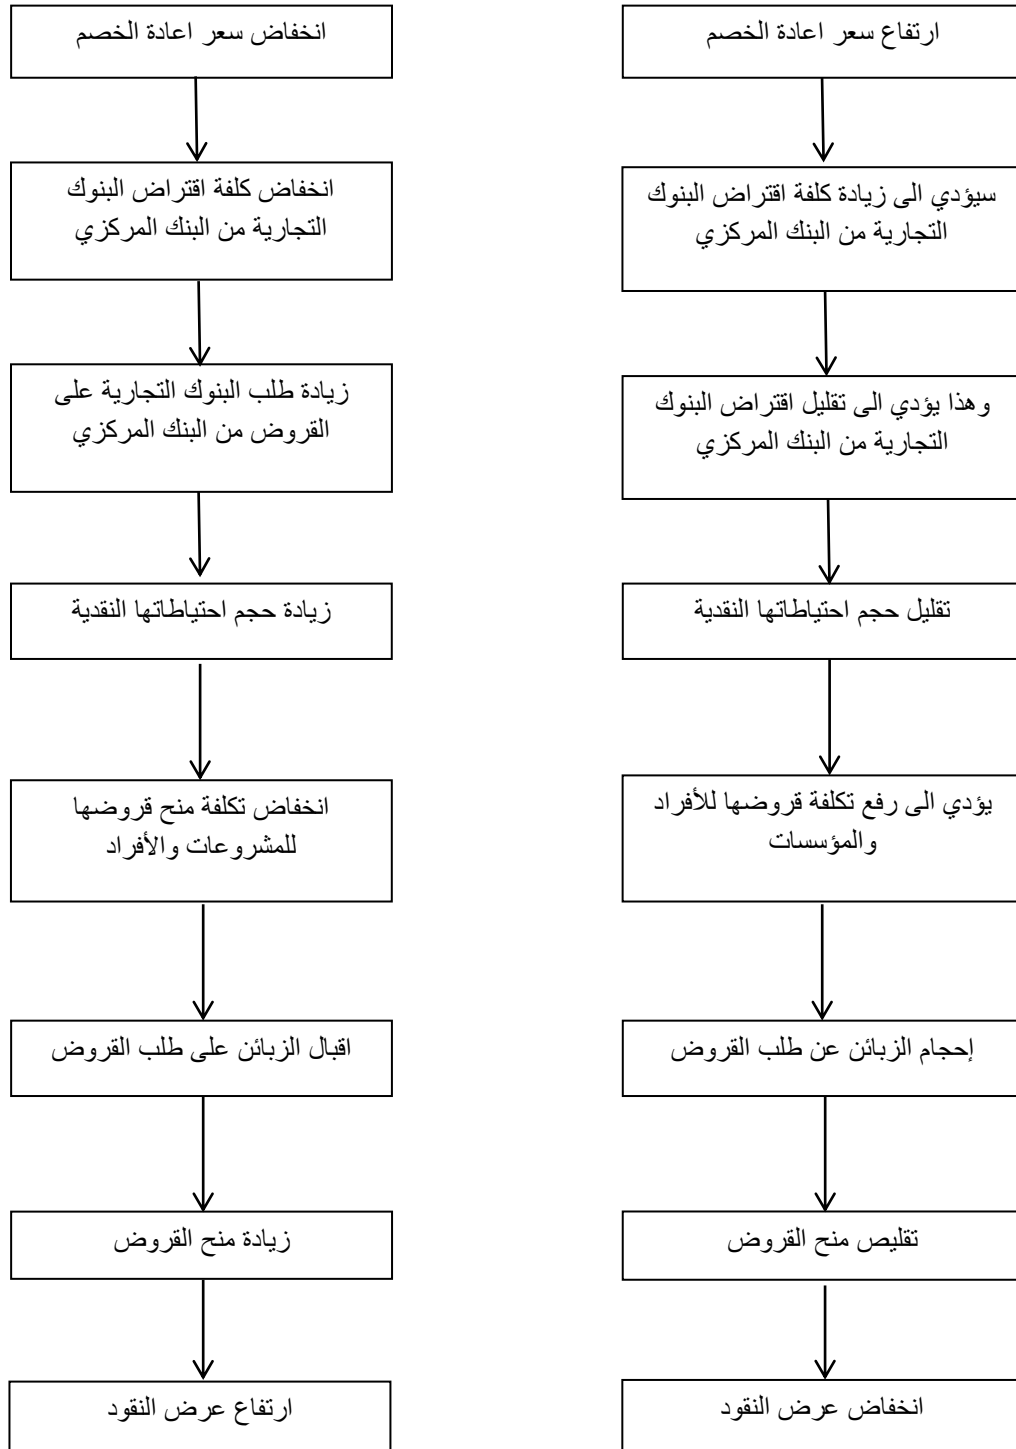 ارتفاع سعر اعادة الخصم
سيؤدي الى زيادة كلفة اقتراض البنوك
التجارية من البنك المركزي
وهذا يؤدي الى تقليل اقتراض البنوك
التجارية من البنك المركزي
تقليل حجم احتياطاتها النقدية
يؤدي الى رفع تكلفة قروضها للأفراد
والمؤسسات
إحجام الزبائن عن طلب القروض
تقليص منح القروض
انخفاض عرض النقود
انخفاض سعر اعادة الخصم
انخفاض كلفة اقتراض البنوك
التجارية من البنك المركزي
زيادة طلب البنوك التجارية على
القروض من البنك المركزي
زيادة حجم احتياطاتها النقدية
انخفاض تكلفة منح قروضها
للمشروعات والأفراد
اقبال الزبائن على طلب القروض
زيادة منح القروض
ارتفاع عرض النقود